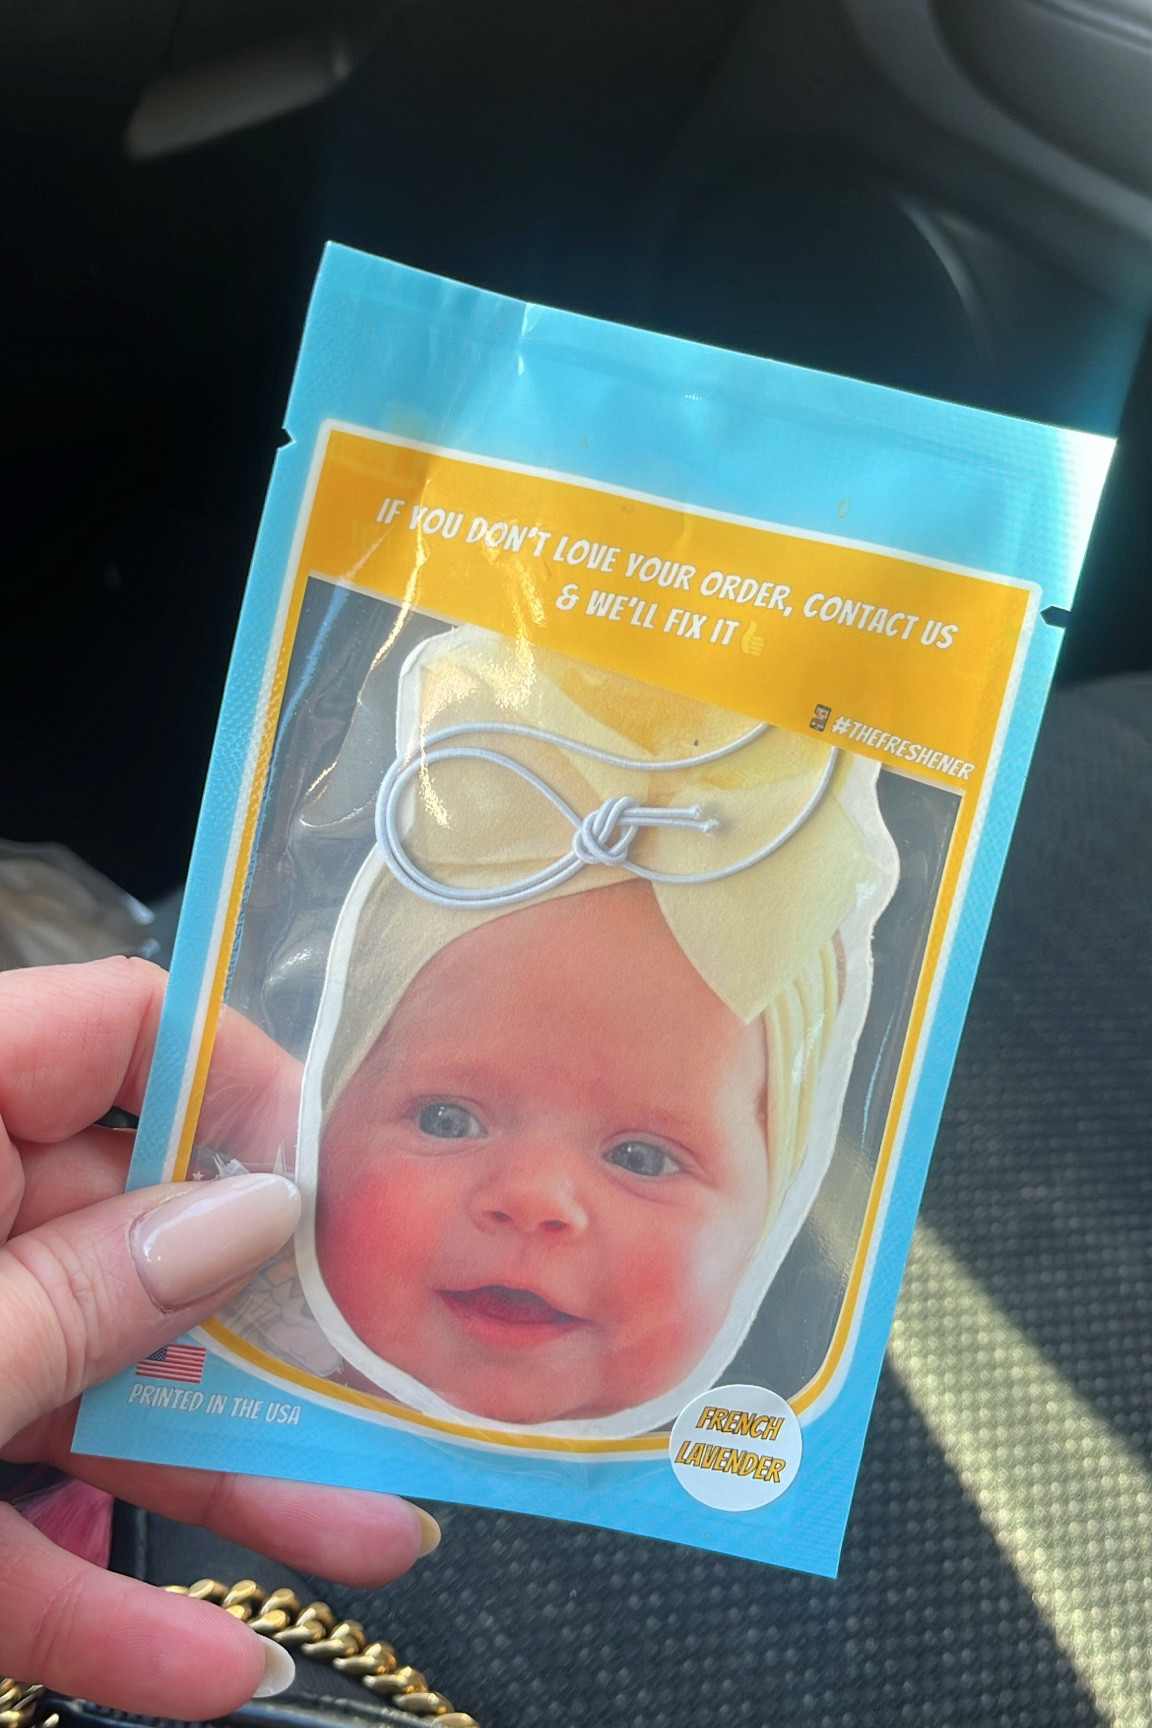 IF YOU DON'T LOVE YOUR ORDER, CONTACT US
& WE'LL FIX IT👍
#THEFRESHENER
PRINTED IN THE USA
FRENCH
LAVENDER